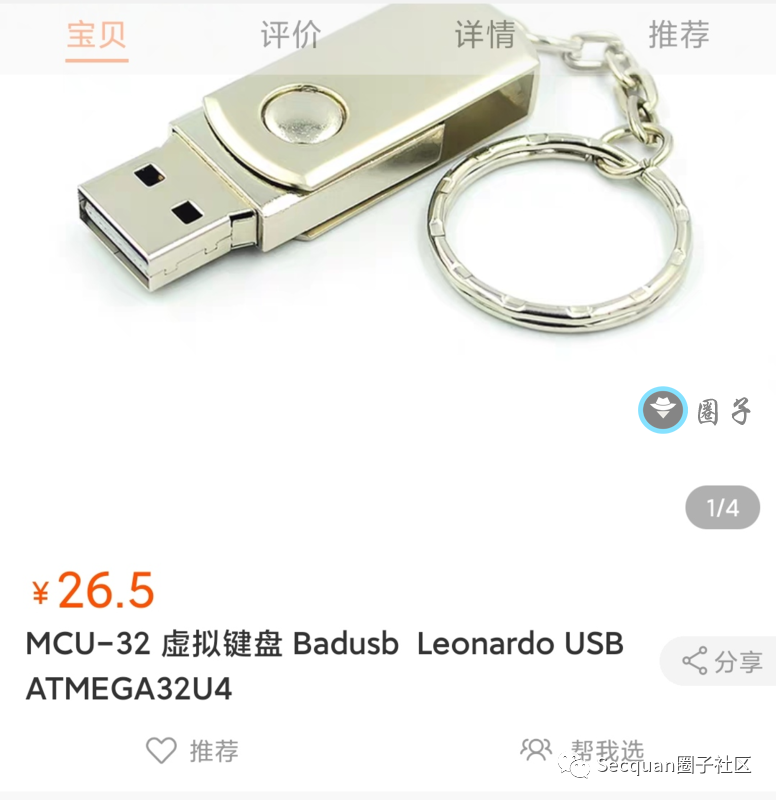 宝贝 评价 详情 推荐
圈子
1/4
¥26.5
MCU-32 虚拟键盘 Badusb Leonardo USB
ATMEGA32U4
分享
推荐 帮我选
Secquan圈子社区